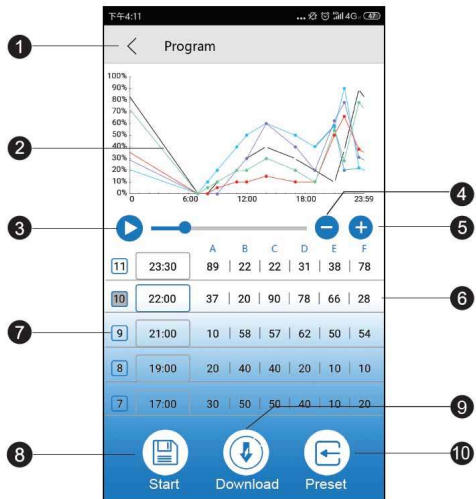 下午4:11
... 4G 47
1
Program
100%
90%
80%
70%
60%
50%
40%
30%
20%
10%
0%
0 6:00 12:00 18:00 23:59
2
3
4
5
A B C D E F
11 23:30 89 | 22 | 22 | 31 | 38 | 78
10 22:00 37 | 20 | 90 | 78 | 66 | 28
6
7
9 21:00 10 | 58 | 57 | 62 | 50 | 54
8 19:00 20 | 40 | 40 | 20 | 10 | 10
7 17:00 30 | 50 | 50 | 40 | 10 | 20
9
8
10
Start Download Preset